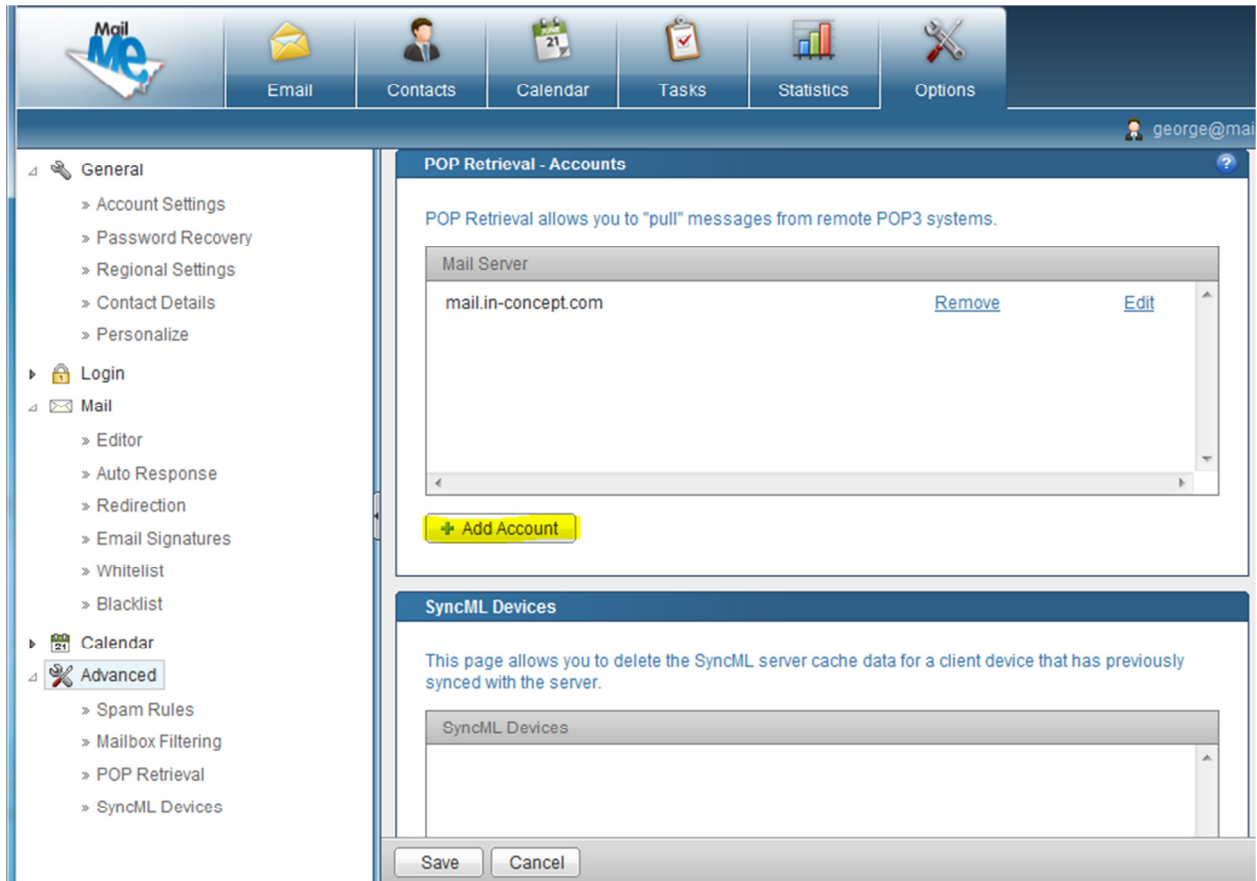 Mail
Me
Email
Contacts
JUNE
21
Calendar
Tasks
Statistics
Options
george@mai
General
» Account Settings
» Password Recovery
» Regional Settings
» Contact Details
» Personalize
Login
Mail
» Editor
» Auto Response
» Redirection
» Email Signatures
» Whitelist
» Blacklist
21
Calendar
Advanced
» Spam Rules
» Mailbox Filtering
» POP Retrieval
» SyncML Devices
POP Retrieval - Accounts
?
POP Retrieval allows you to "pull" messages from remote POP3 systems.
Mail Server
mail.in-concept.com Remove Edit
+ Add Account
SyncML Devices
This page allows you to delete the SyncML server cache data for a client device that has previously
synced with the server.
SyncML Devices
Save Cancel